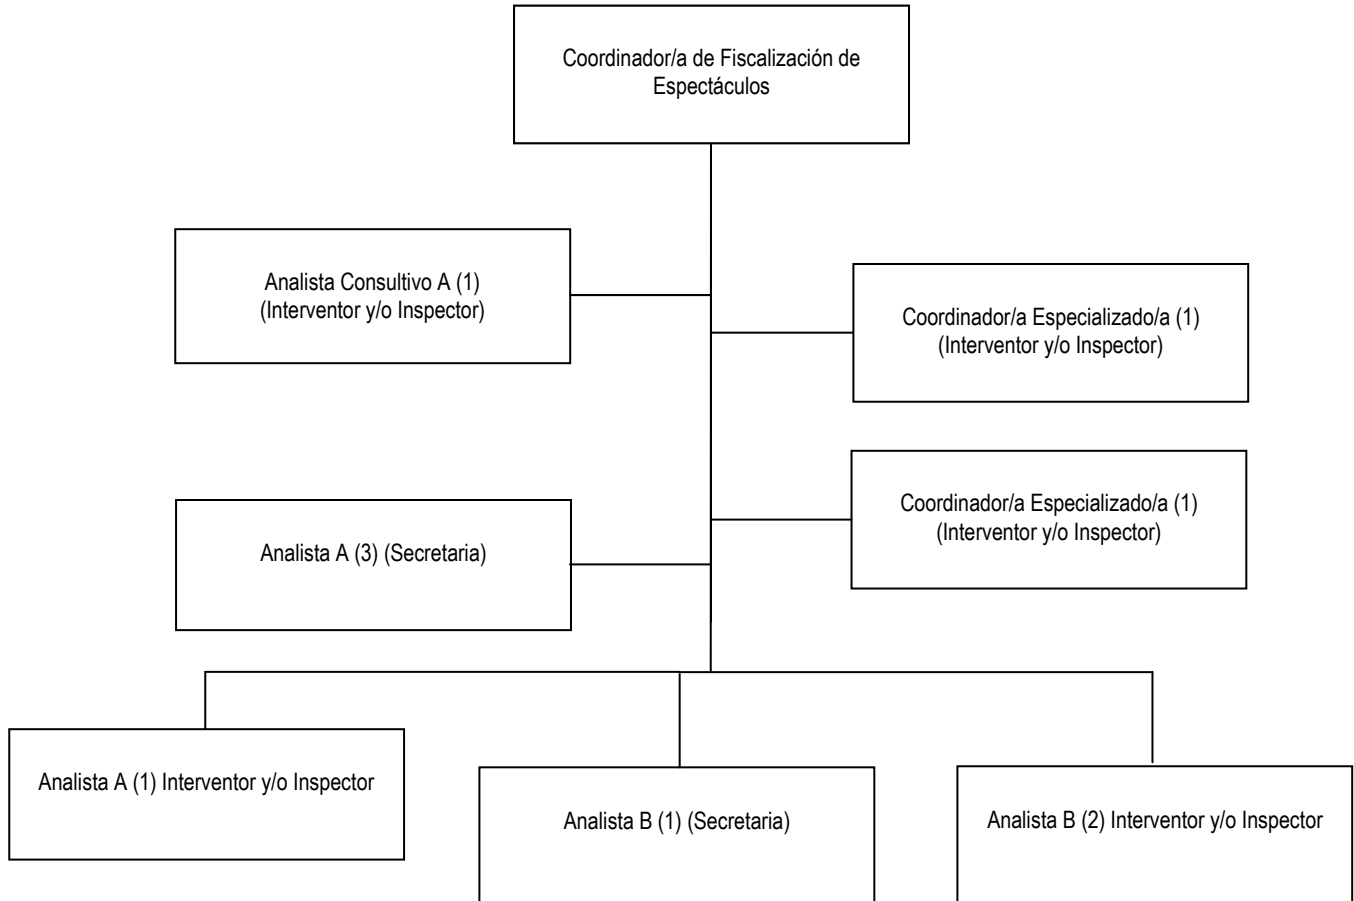 Coordinador/a de Fiscalización de
Espectáculos
Analista Consultivo A (1)
(Interventor y/o Inspector)
Coordinador/a Especializado/a (1)
(Interventor y/o Inspector)
Coordinador/a Especializado/a (1)
(Interventor y/o Inspector)
Analista A (3) (Secretaria)
Analista A (1) Interventor y/o Inspector
Analista B (1) (Secretaria)
Analista B (2) Interventor y/o Inspector